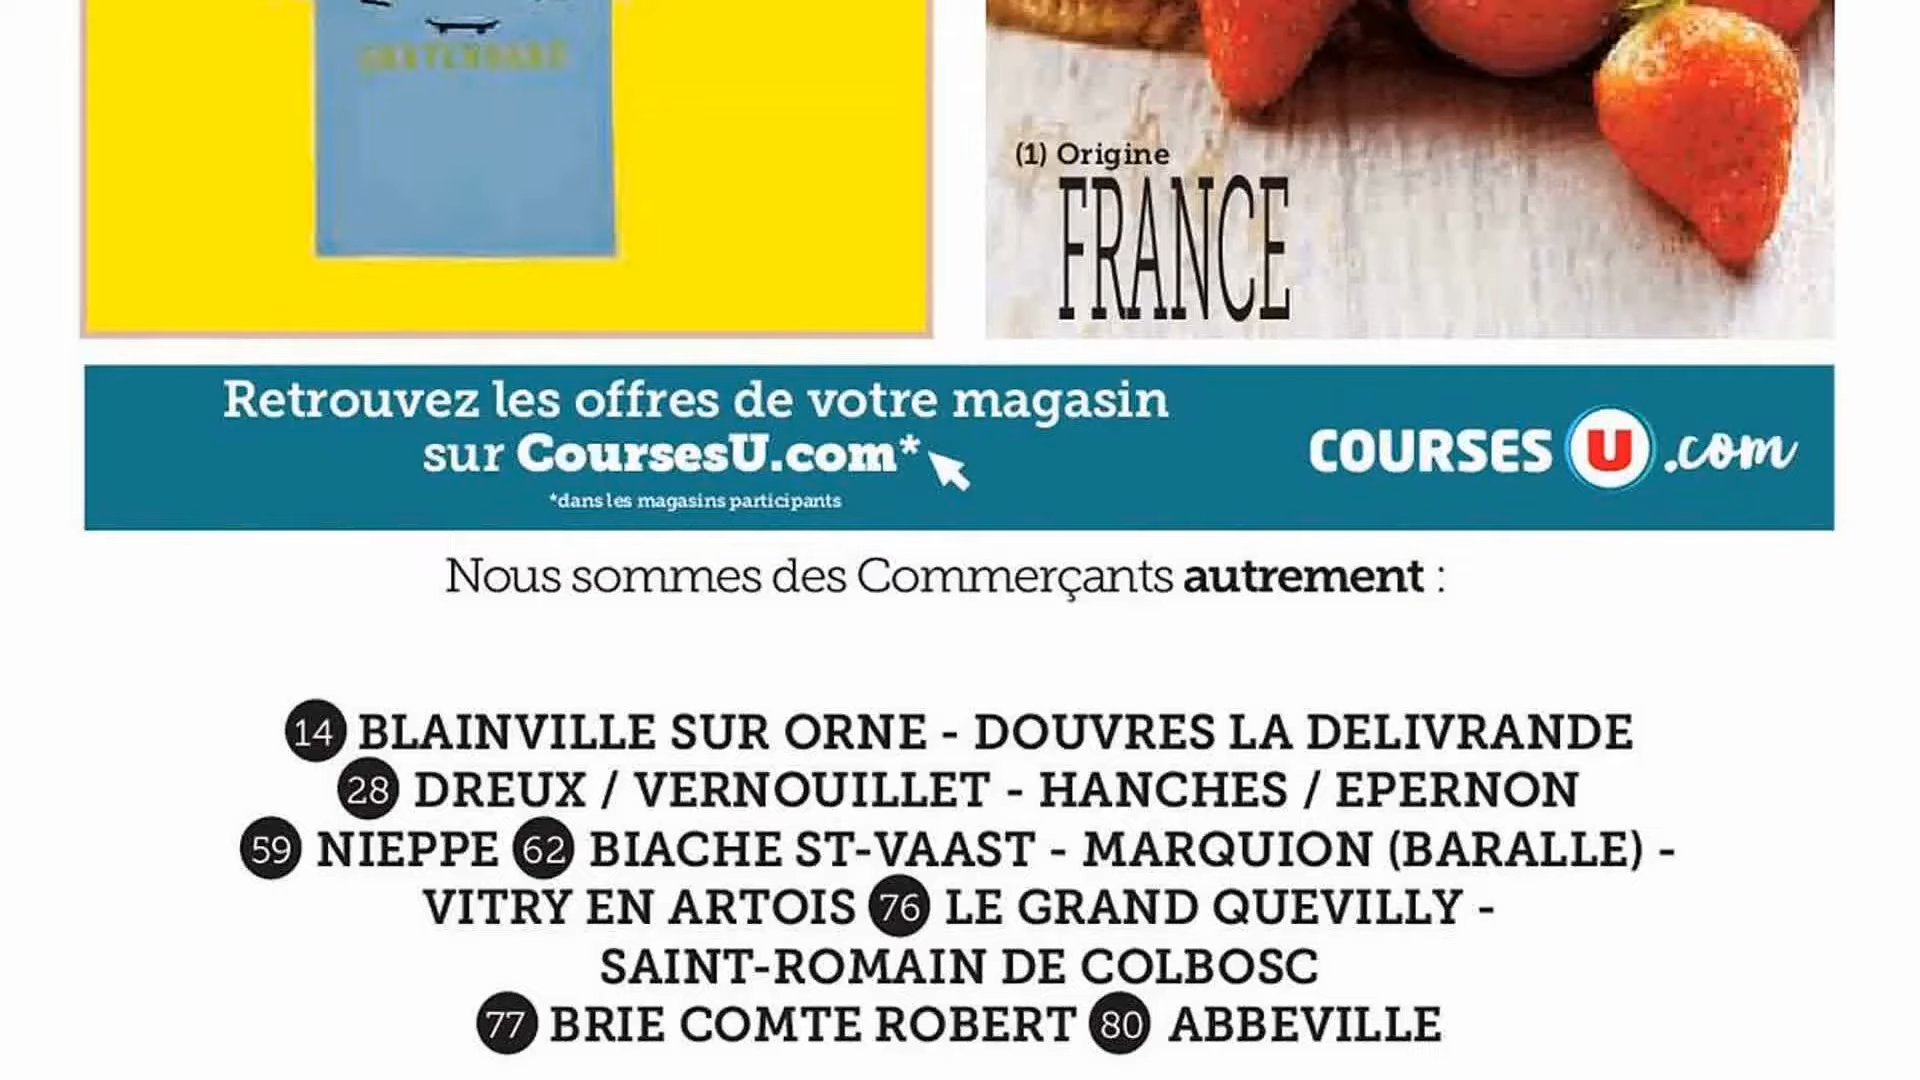 (1) Origine
FRANCE
Retrouvez les offres de votre magasin
sur CoursesU.com*
*dans les magasins participants
COURSES U .com
Nous sommes des Commerçants autrement :
14 BLAINVILLE SUR ORNE - DOUVRES LA DELIVRANDE
28 DREUX / VERNOUILLET - HANCHES / EPERNON
59 NIEPPE 62 BIACHE ST-VAAST - MARQUION (BARALLE) -
VITRY EN ARTOIS 76 LE GRAND QUEVILLY -
SAINT-ROMAIN DE COLBOSC
77 BRIE COMTE ROBERT 80 ABBEVILLE